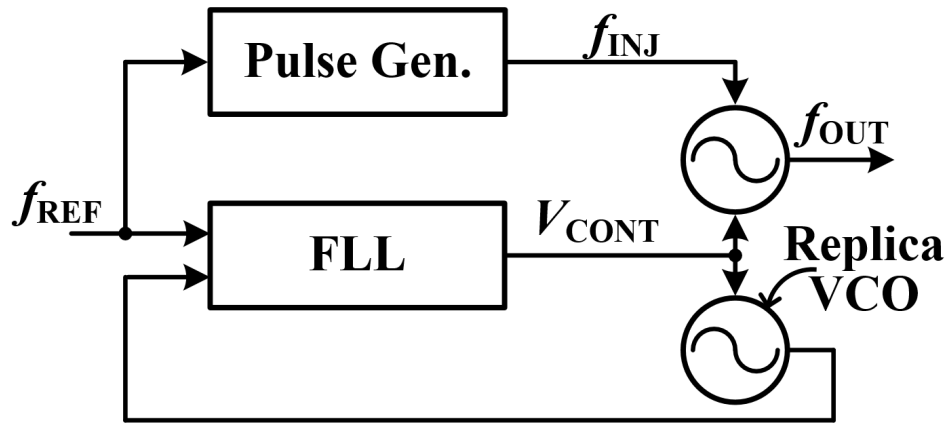 Pulse Gen.
fINJ
fOUT
fREF
FLL
VCONT
Replica
VCO